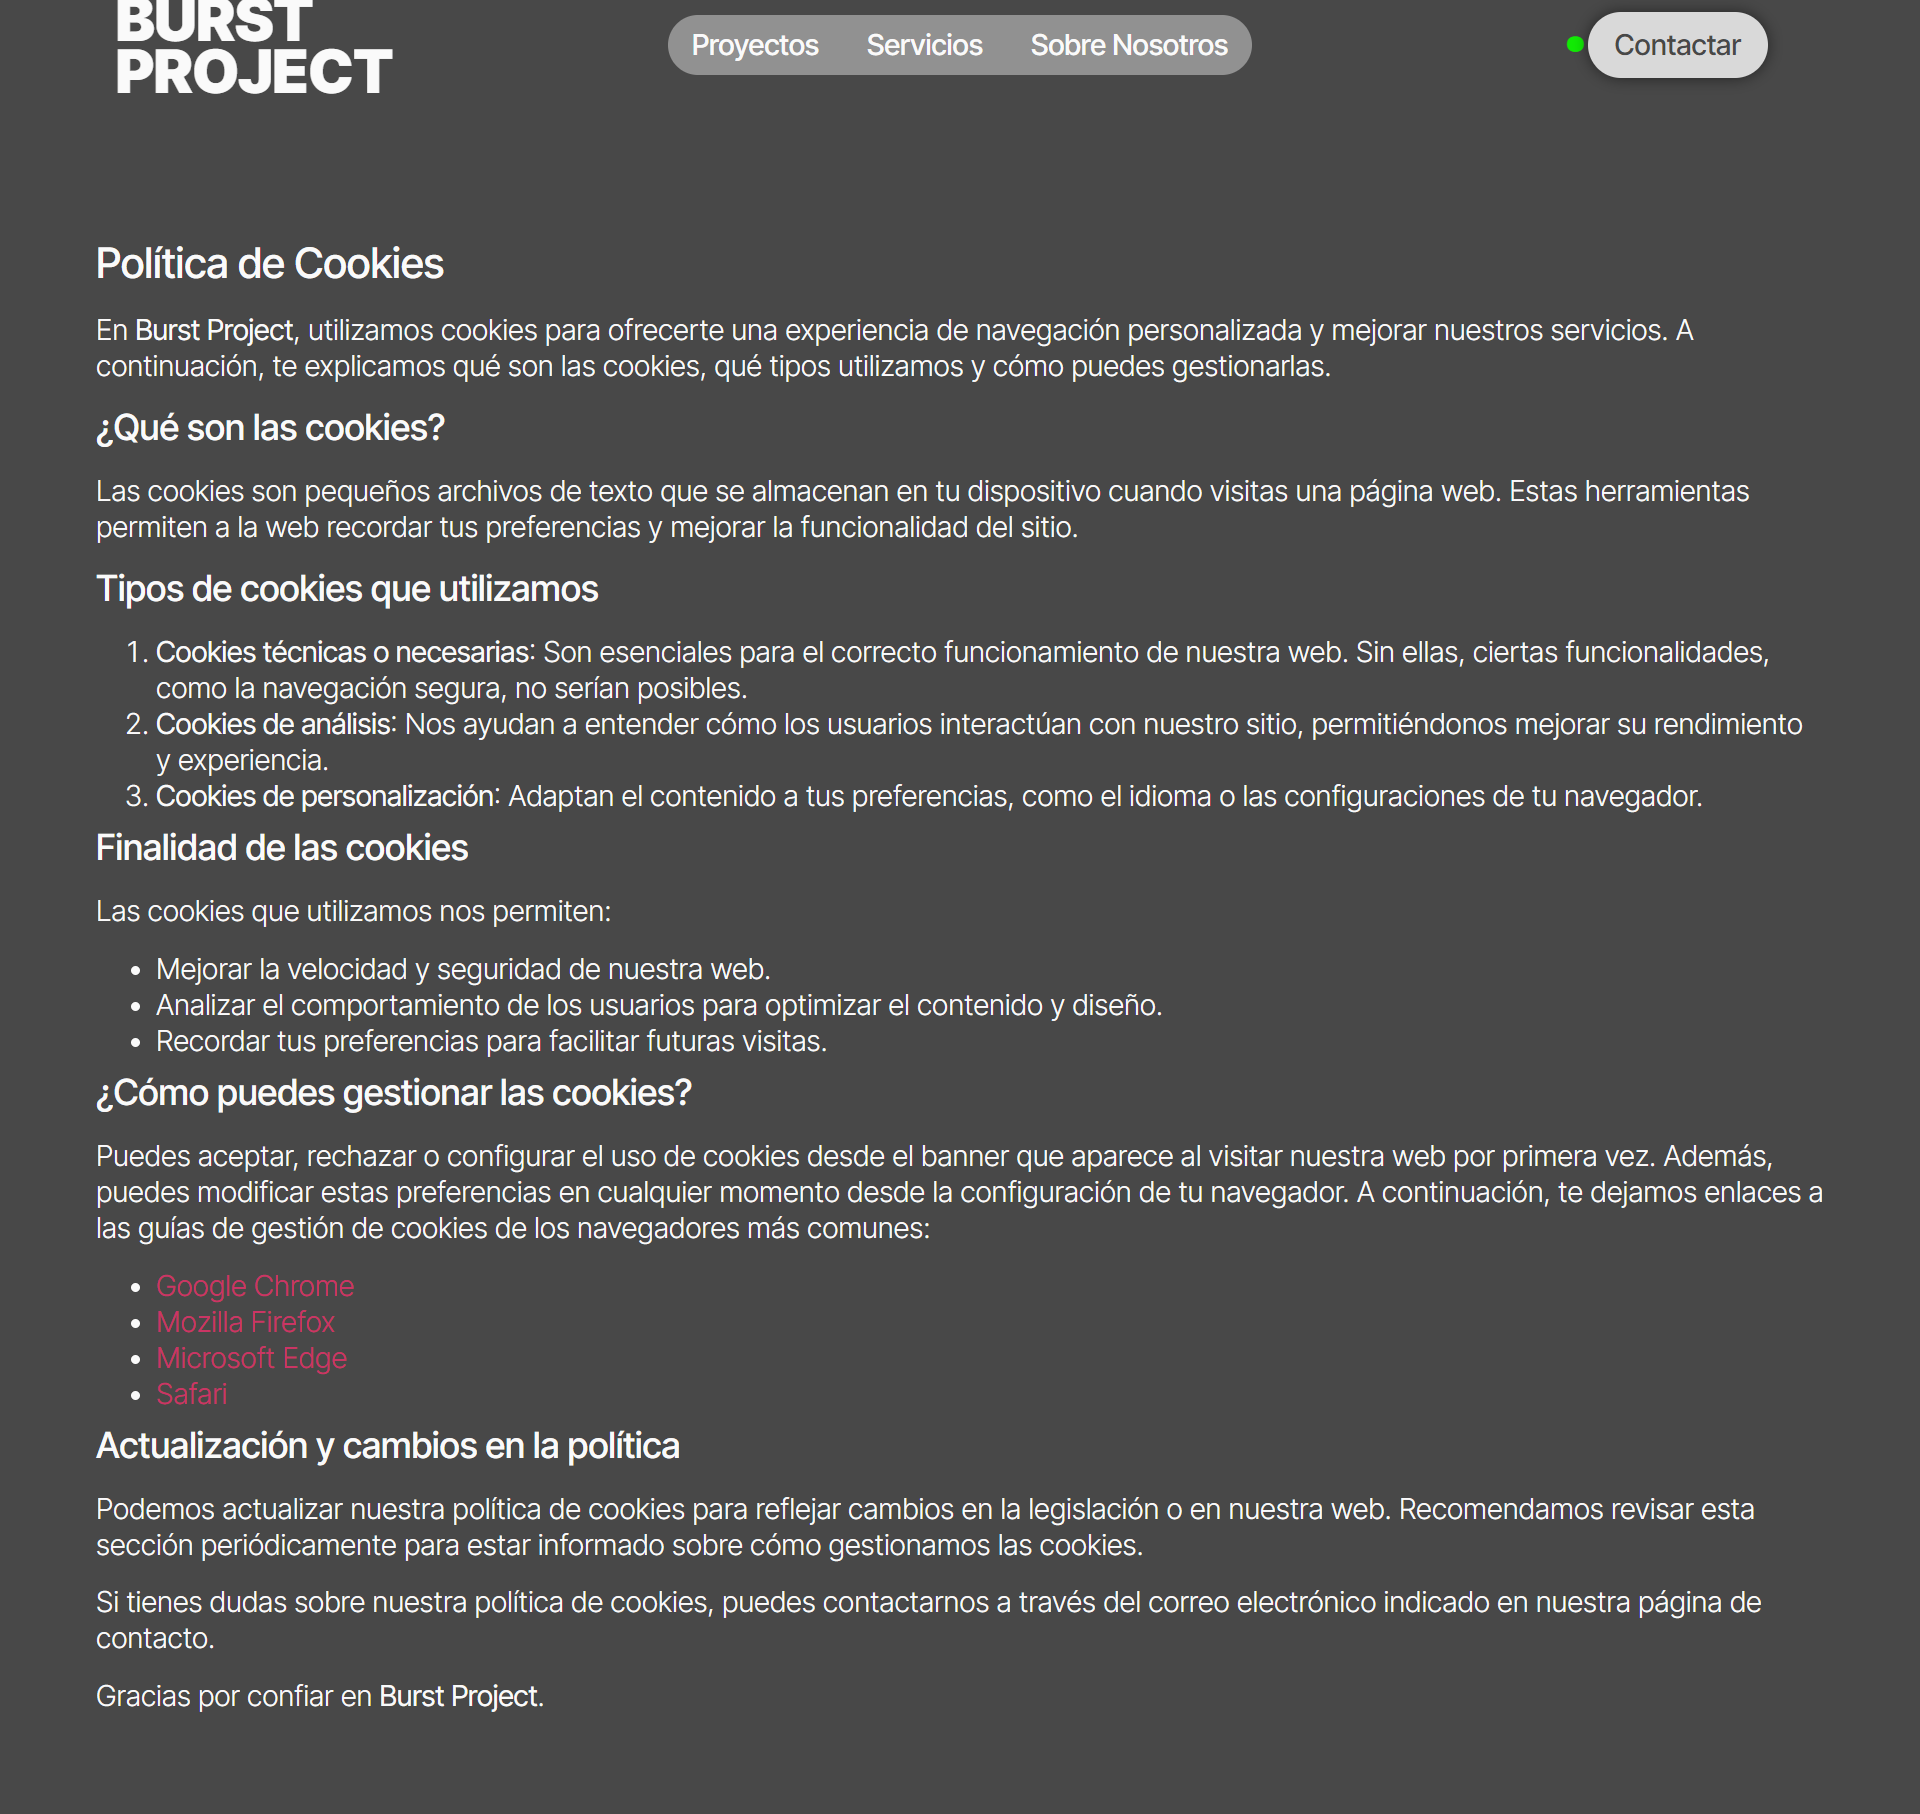 BURST
PROJECT
Proyectos Servicios Sobre Nosotros
Contactar
Política de Cookies
En Burst Project, utilizamos cookies para ofrecerte una experiencia de navegación personalizada y mejorar nuestros servicios. A
continuación, te explicamos qué son las cookies, qué tipos utilizamos y cómo puedes gestionarlas.
¿Qué son las cookies?
Las cookies son pequeños archivos de texto que se almacenan en tu dispositivo cuando visitas una página web. Estas herramientas
permiten a la web recordar tus preferencias y mejorar la funcionalidad del sitio.
Tipos de cookies que utilizamos
1. Cookies técnicas o necesarias: Son esenciales para el correcto funcionamiento de nuestra web. Sin ellas, ciertas funcionalidades,
como la navegación segura, no serían posibles.
2. Cookies de análisis: Nos ayudan a entender cómo los usuarios interactúan con nuestro sitio, permitiéndonos mejorar su rendimiento
y experiencia.
3. Cookies de personalización: Adaptan el contenido a tus preferencias, como el idioma o las configuraciones de tu navegador.
Finalidad de las cookies
Las cookies que utilizamos nos permiten:
• Mejorar la velocidad y seguridad de nuestra web.
• Analizar el comportamiento de los usuarios para optimizar el contenido y diseño.
• Recordar tus preferencias para facilitar futuras visitas.
¿Cómo puedes gestionar las cookies?
Puedes aceptar, rechazar o configurar el uso de cookies desde el banner que aparece al visitar nuestra web por primera vez. Además,
puedes modificar estas preferencias en cualquier momento desde la configuración de tu navegador. A continuación, te dejamos enlaces a
las guías de gestión de cookies de los navegadores más comunes:
• Google Chrome
• Mozilla Firefox
• Microsoft Edge
• Safari
Actualización y cambios en la política
Podemos actualizar nuestra política de cookies para reflejar cambios en la legislación o en nuestra web. Recomendamos revisar esta
sección periódicamente para estar informado sobre cómo gestionamos las cookies.
Si tienes dudas sobre nuestra política de cookies, puedes contactarnos a través del correo electrónico indicado en nuestra página de
contacto.
Gracias por confiar en Burst Project.